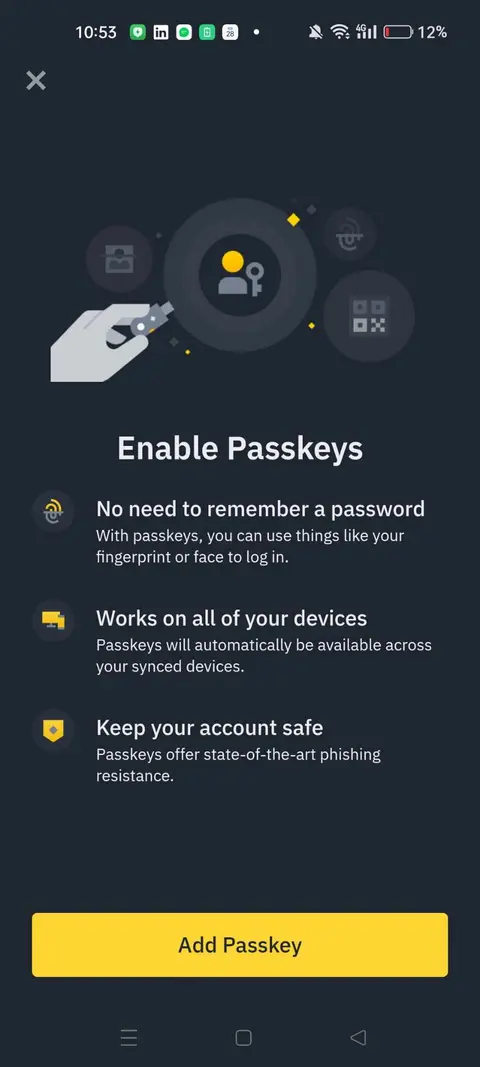 10:53
28
4G
12%
Enable Passkeys
No need to remember a password
With passkeys, you can use things like your
fingerprint or face to log in.
Works on all of your devices
Passkeys will automatically be available across
your synced devices.
Keep your account safe
Passkeys offer state-of-the-art phishing
resistance.
Add Passkey